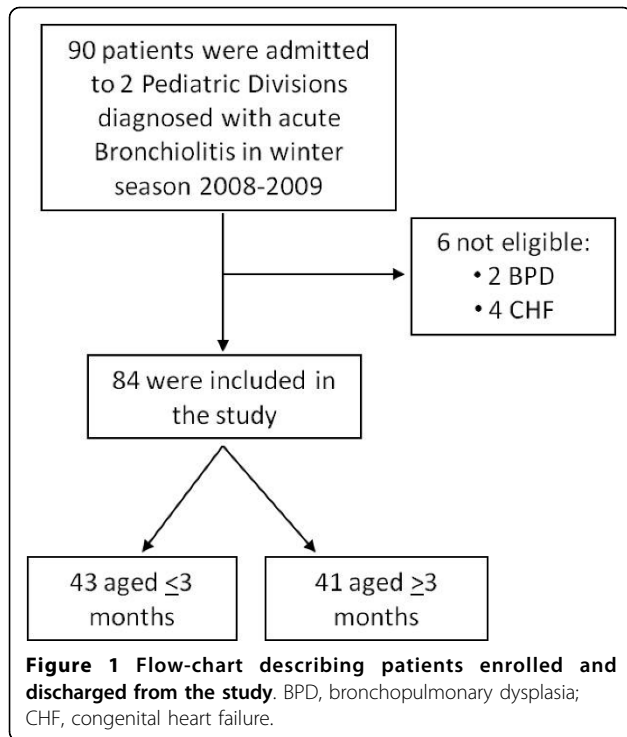 90 patients were admitted
to 2 Pediatric Divisions
diagnosed with acute
Bronchiolitis in winter
season 2008-2009
6 not eligible:
• 2 BPD
• 4 CHF
84 were included in
the study
43 aged ≤3
months
41 aged ≥3
months
Figure 1 Flow-chart describing patients enrolled and
discharged from the study. BPD, bronchopulmonary dysplasia;
CHF, congenital heart failure.